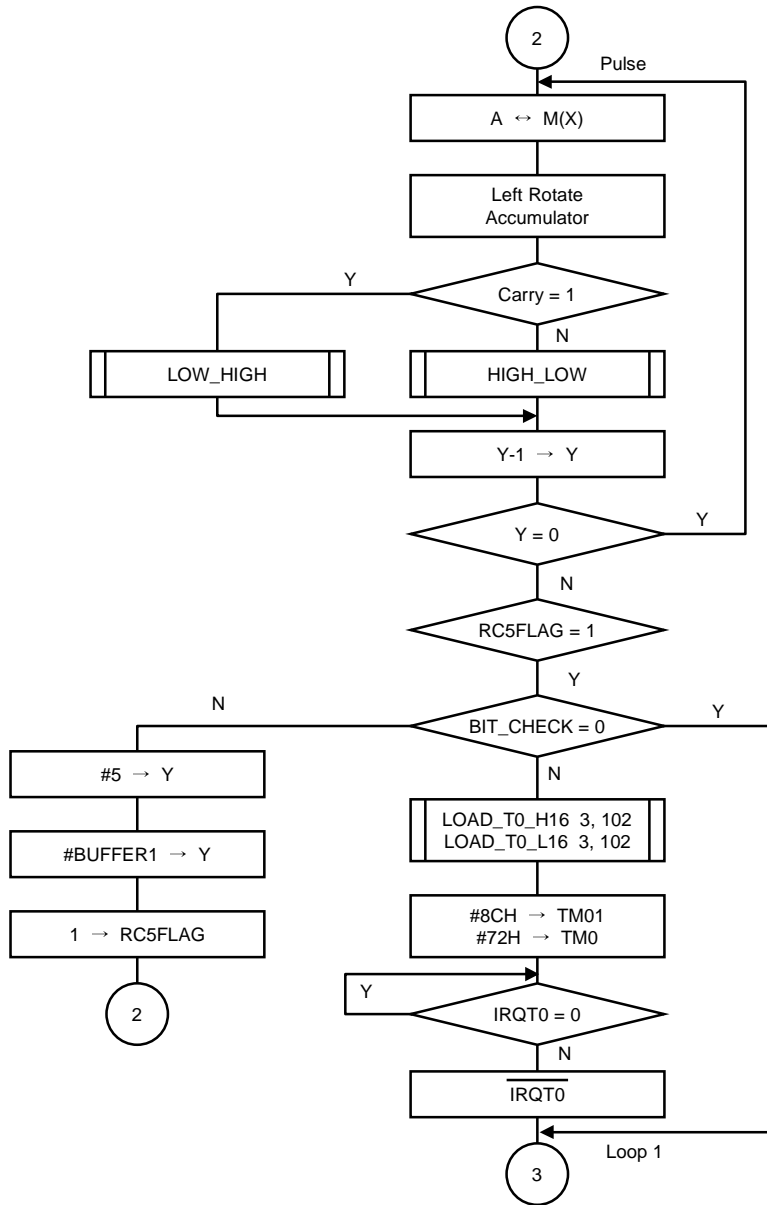 2
Pulse
A ↔ M(X)
Left Rotate
Accumulator
Y
Carry = 1
N
LOW_HIGH
HIGH_LOW
Y-1 → Y
Y = 0
Y
N
RC5FLAG = 1
Y
N
BIT_CHECK = 0
Y
#5 → Y
N
LOAD_T0_H16 3, 102
LOAD_T0_L16 3, 102
#BUFFER1 → Y
1 → RC5FLAG
#8CH → TM01
#72H → TM0
Y
2
IRQT0 = 0
N
I̅R̅Q̅T̅0̅
Loop 1
3